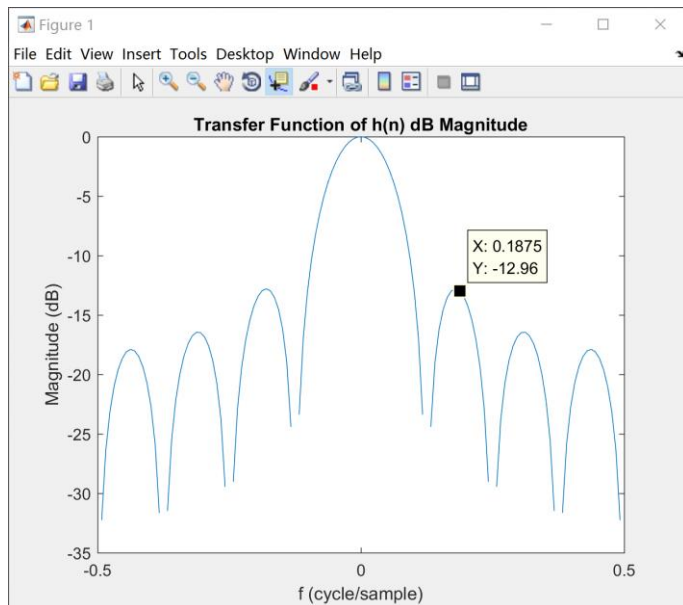 Figure 1
File Edit View Insert Tools Desktop Window Help
Transfer Function of h(n) dB Magnitude
0
-5
-10
-15
-20
-25
-30
-35
Magnitude (dB)
X: 0.1875
Y: -12.96
-0.5 0 0.5
f (cycle/sample)